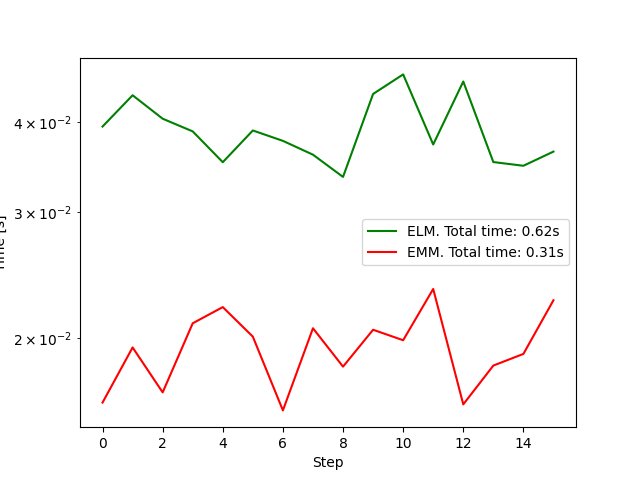 4 × 10⁻²
3 × 10⁻²
2 × 10⁻²
ELM. Total time: 0.62s
EMM. Total time: 0.31s
0 2 4 6 8 10 12 14
Step
Time [s]